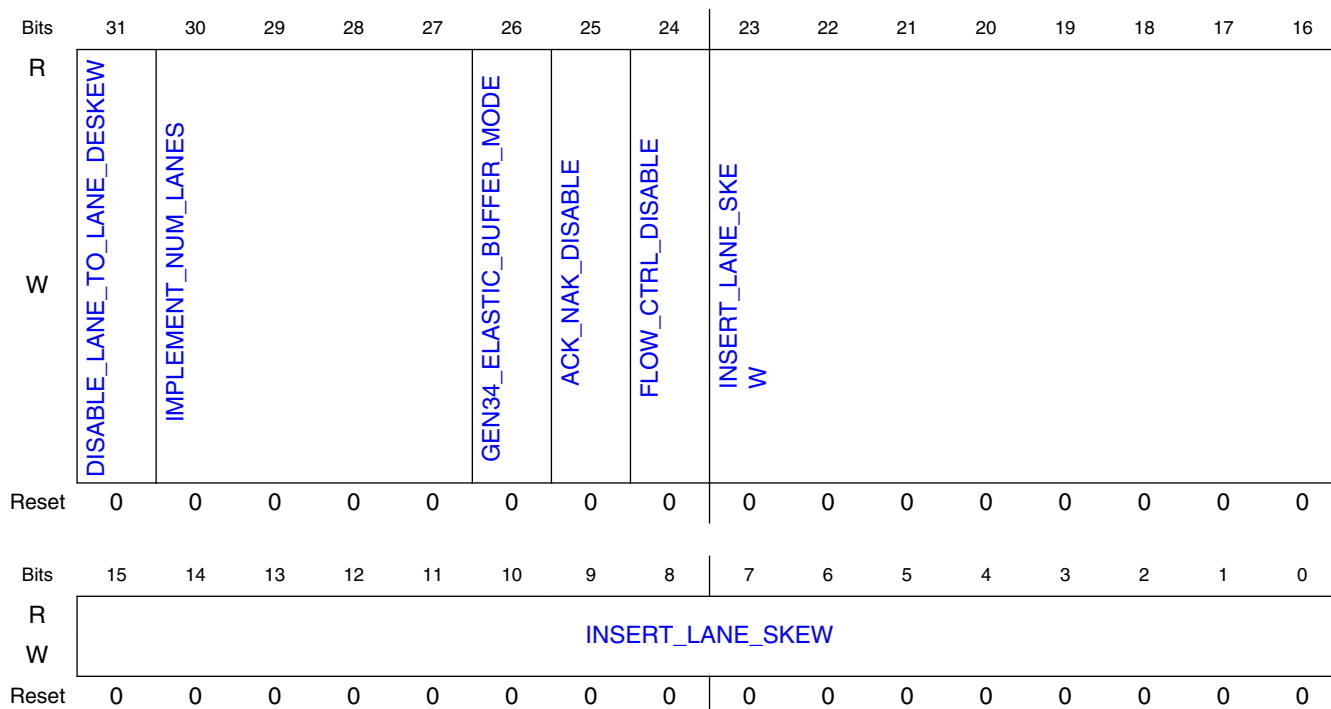 Bits 31 30 29 28 27 26 25 24 23 22 21 20 19 18 17 16
R
W
DISABLE_LANE_TO_LANE_DESKEW
IMPLEMENT_NUM_LANES
GEN34_ELASTIC_BUFFER_MODE
ACK_NAK_DISABLE
FLOW_CTRL_DISABLE
INSERT_LANE_SKE
W
Reset 0 0 0 0 0 0 0 0 0 0 0 0 0 0 0 0
Bits 15 14 13 12 11 10 9 8 7 6 5 4 3 2 1 0
R
INSERT_LANE_SKEW
W
Reset 0 0 0 0 0 0 0 0 0 0 0 0 0 0 0 0